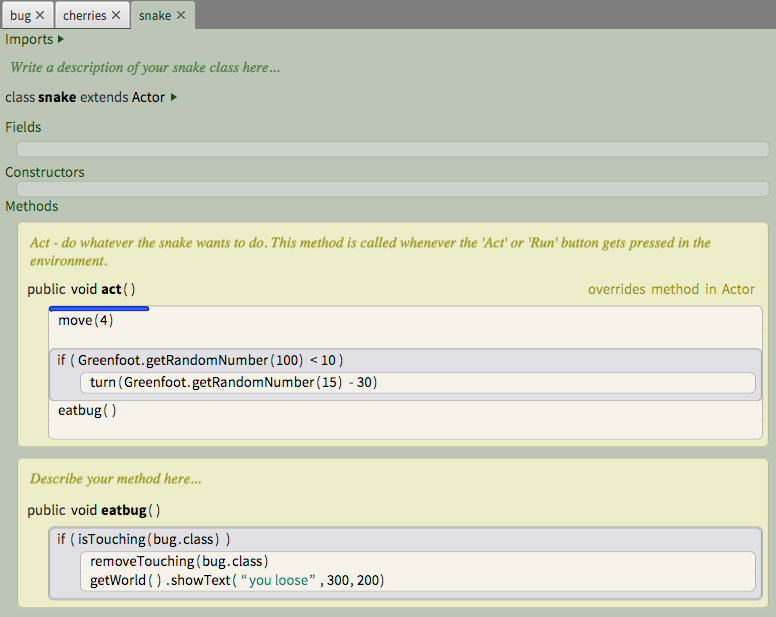 bug ✕ cherries ✕ snake ✕
Imports
Write a description of your snake class here...
class snake extends Actor
Fields
Constructors
Methods
Act - do whatever the snake wants to do. This method is called whenever the 'Act' or 'Run' button gets pressed in the
environment.
public void act() overrides method in Actor
move(4)
if ( Greenfoot.getRandomNumber(100) < 10 )
turn(Greenfoot.getRandomNumber(15) - 30)
eatbug()
Describe your method here...
public void eatbug()
if ( isTouching(bug.class) )
removeTouching(bug.class)
getWorld().showText( “you loose” , 300, 200)